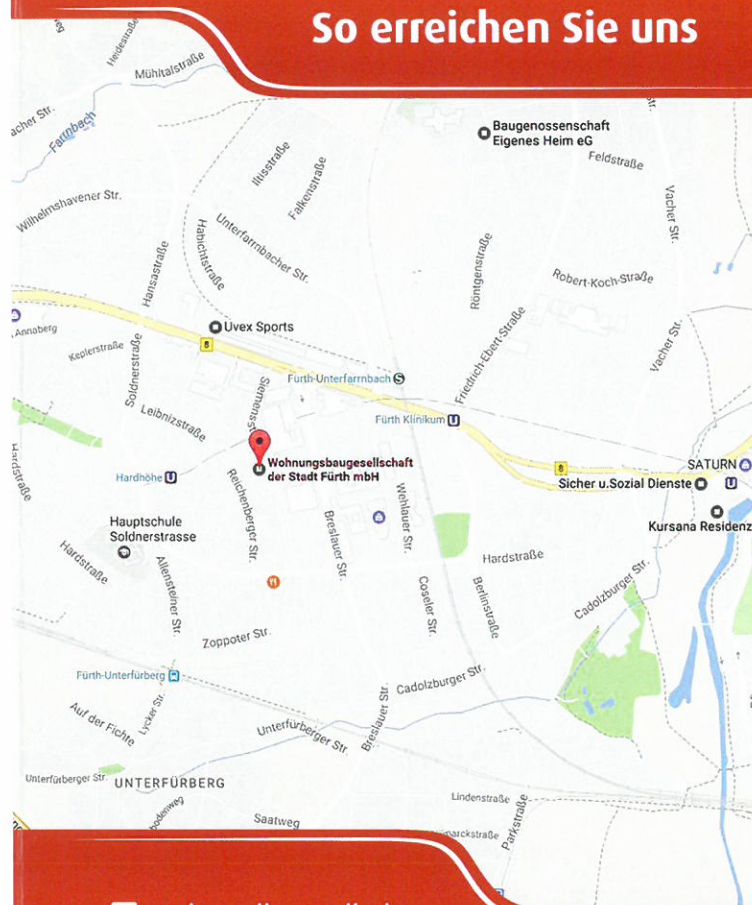 So erreichen Sie uns
Heidestraße
Mühltalstraße
acher Str.
Farrnbach
Baugenossenschaft
Eigenes Heim eG
Feldstraße
Iltisstraße
Falkenstraße
Wilhelmshavener Str.
Habichtstraße
Unterfarrnbacher Str.
Vacher Str.
Hansastraße
Röntgenstraße
Robert-Koch-Straße
Annaberg
Uvex Sports
8
Keplerstraße
Soldnerstraße
Friedrich-Ebert-Straße
Vacher Str.
Fürth-Unterfarrnbach S
Siemensstr
Leibnizstraße
Fürth Klinikum U
Wohnungsbaugesellschaft
der Stadt Fürth mbH
Hardhöhe U
Hardstraße
8
SATURN
Sicher u.Sozial Dienste
U
Kursana Residenz
Reichenberger Str.
Breslauer Str.
Wehlauer Str.
Hauptschule
Soldnerstrasse
Hardstraße
Allensteiner Str.
Hardstraße
Coseler Str.
Berlinstraße
Cadolzburger Str.
Zoppoter Str.
Fürth-Unterfürberg
Cadolzburger Str.
Auf der Fichte
Lycker Str.
Unterfürberger Str.
Breslauer Str.
Unterfürberger Str.
UNTERFÜRBERG
Lindenstraße
Saatweg
Parkstraße